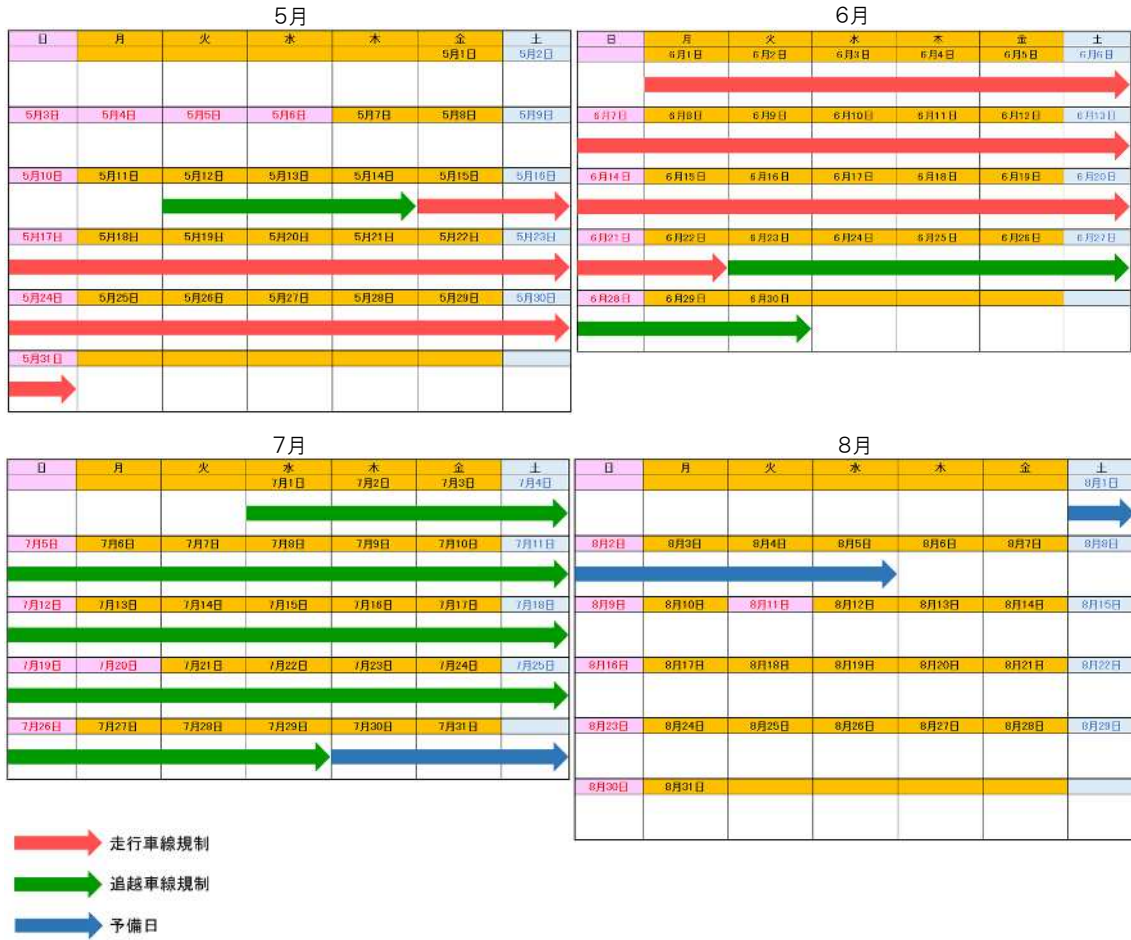 5月
日 月 火 水 木 金 土
5月1日 5月2日
5月3日 5月4日 5月5日 5月6日 5月7日 5月8日 5月9日
5月10日 5月11日 5月12日 5月13日 5月14日 5月15日 5月16日
5月17日 5月18日 5月19日 5月20日 5月21日 5月22日 5月23日
5月24日 5月25日 5月26日 5月27日 5月28日 5月29日 5月30日
5月31日
6月
日 月 火 水 木 金 土
6月1日 6月2日 6月3日 6月4日 6月5日 6月6日
6月7日 6月8日 6月9日 6月10日 6月11日 6月12日 6月13日
6月14日 6月15日 6月16日 6月17日 6月18日 6月19日 6月20日
6月21日 6月22日 6月23日 6月24日 6月25日 6月26日 6月27日
6月28日 6月29日 6月30日
7月
日 月 火 水 木 金 土
7月1日 7月2日 7月3日 7月4日
7月5日 7月6日 7月7日 7月8日 7月9日 7月10日 7月11日
7月12日 7月13日 7月14日 7月15日 7月16日 7月17日 7月18日
7月19日 7月20日 7月21日 7月22日 7月23日 7月24日 7月25日
7月26日 7月27日 7月28日 7月29日 7月30日 7月31日
8月
日 月 火 水 木 金 土
8月1日
8月2日 8月3日 8月4日 8月5日 8月6日 8月7日 8月8日
8月9日 8月10日 8月11日 8月12日 8月13日 8月14日 8月15日
8月16日 8月17日 8月18日 8月19日 8月20日 8月21日 8月22日
8月23日 8月24日 8月25日 8月26日 8月27日 8月28日 8月29日
8月30日 8月31日
走行車線規制
追越車線規制
予備日